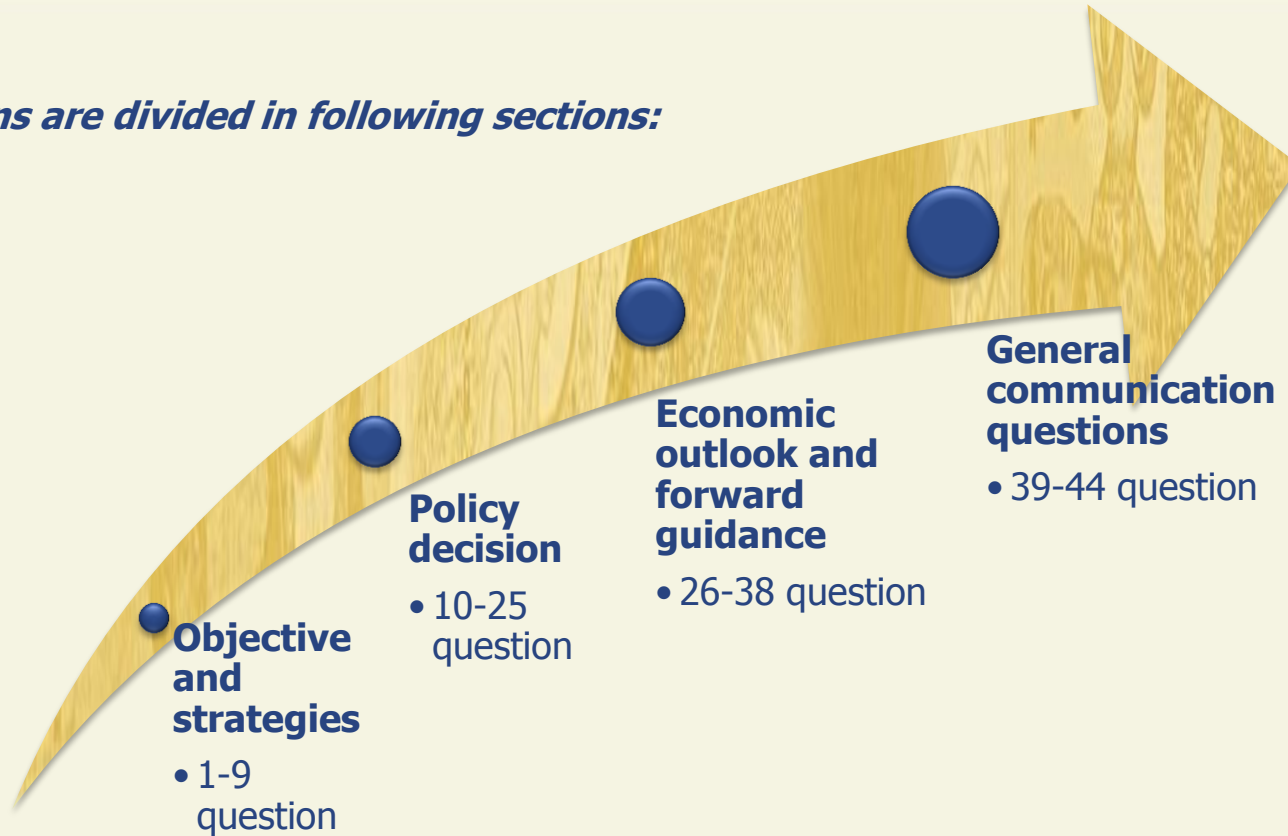 are divided in following sections:
Objective
and
strategies
• 1-9
question
Policy
decision
• 10-25
question
Economic
outlook and
forward
guidance
• 26-38 question
General
communication
questions
• 39-44 question